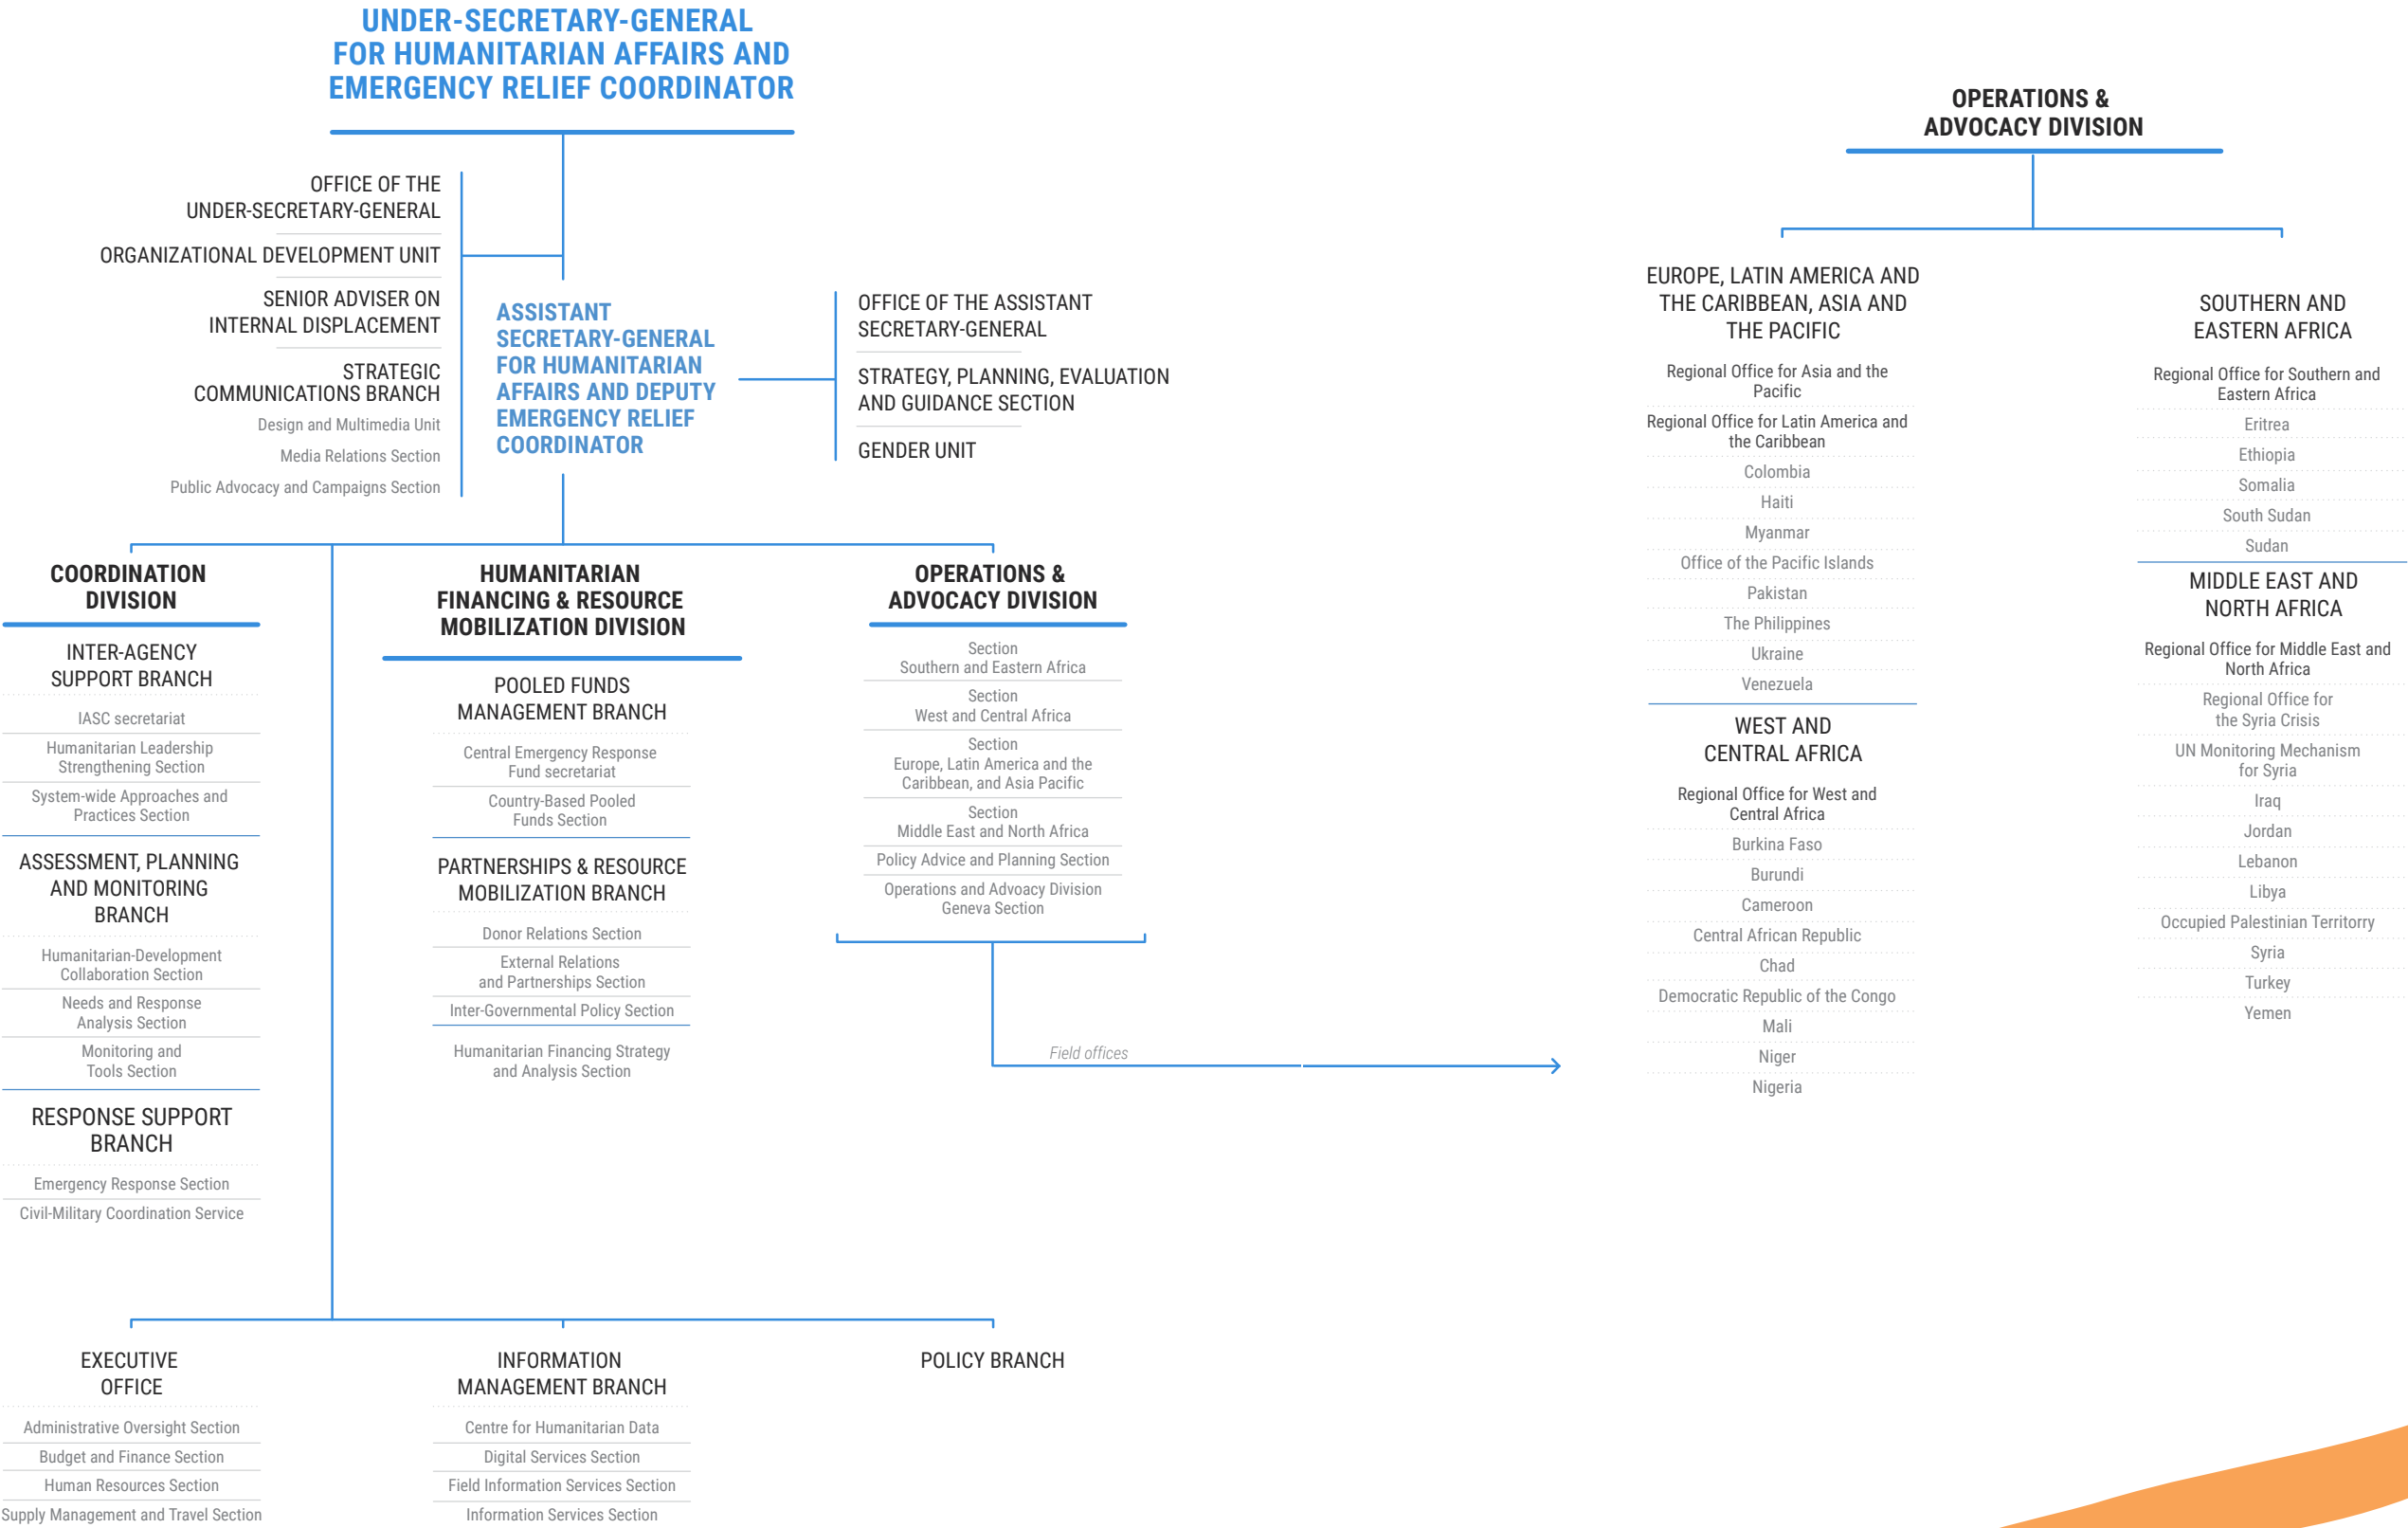 UNDER-SECRETARY-GENERAL
FOR HUMANITARIAN AFFAIRS AND
EMERGENCY RELIEF COORDINATOR
OFFICE OF THE
UNDER-SECRETARY-GENERAL
ORGANIZATIONAL DEVELOPMENT UNIT
SENIOR ADVISER ON
INTERNAL DISPLACEMENT
STRATEGIC
COMMUNICATIONS BRANCH
Design and Multimedia Unit
Media Relations Section
Public Advocacy and Campaigns Section
ASSISTANT
SECRETARY-GENERAL
FOR HUMANITARIAN
AFFAIRS AND DEPUTY
EMERGENCY RELIEF
COORDINATOR
OFFICE OF THE ASSISTANT
SECRETARY-GENERAL
STRATEGY, PLANNING, EVALUATION
AND GUIDANCE SECTION
GENDER UNIT
COORDINATION
DIVISION
INTER-AGENCY
SUPPORT BRANCH
IASC secretariat
Humanitarian Leadership
Strengthening Section
System-wide Approaches and
Practices Section
ASSESSMENT, PLANNING
AND MONITORING
BRANCH
Humanitarian-Development
Collaboration Section
Needs and Response
Analysis Section
Monitoring and
Tools Section
RESPONSE SUPPORT
BRANCH
Emergency Response Section
Civil-Military Coordination Service
HUMANITARIAN
FINANCING & RESOURCE
MOBILIZATION DIVISION
POOLED FUNDS
MANAGEMENT BRANCH
Central Emergency Response
Fund secretariat
Country-Based Pooled
Funds Section
PARTNERSHIPS & RESOURCE
MOBILIZATION BRANCH
Donor Relations Section
External Relations
and Partnerships Section
Inter-Governmental Policy Section
Humanitarian Financing Strategy
and Analysis Section
OPERATIONS &
ADVOCACY DIVISION
Section
Southern and Eastern Africa
Section
West and Central Africa
Section
Europe, Latin America and the
Caribbean, and Asia Pacific
Section
Middle East and North Africa
Policy Advice and Planning Section
Operations and Advoacy Division
Geneva Section
Field offices
EXECUTIVE
OFFICE
Administrative Oversight Section
Budget and Finance Section
Human Resources Section
Supply Management and Travel Section
INFORMATION
MANAGEMENT BRANCH
Centre for Humanitarian Data
Digital Services Section
Field Information Services Section
Information Services Section
POLICY BRANCH
OPERATIONS &
ADVOCACY DIVISION
EUROPE, LATIN AMERICA AND
THE CARIBBEAN, ASIA AND
THE PACIFIC
Regional Office for Asia and the
Pacific
Regional Office for Latin America and
the Caribbean
Colombia
Haiti
Myanmar
Office of the Pacific Islands
Pakistan
The Philippines
Ukraine
Venezuela
WEST AND
CENTRAL AFRICA
Regional Office for West and
Central Africa
Burkina Faso
Burundi
Cameroon
Central African Republic
Chad
Democratic Republic of the Congo
Mali
Niger
Nigeria
SOUTHERN AND
EASTERN AFRICA
Regional Office for Southern and
Eastern Africa
Eritrea
Ethiopia
Somalia
South Sudan
Sudan
MIDDLE EAST AND
NORTH AFRICA
Regional Office for Middle East and
North Africa
Regional Office for
the Syria Crisis
UN Monitoring Mechanism
for Syria
Iraq
Jordan
Lebanon
Libya
Occupied Palestinian Territorry
Syria
Turkey
Yemen